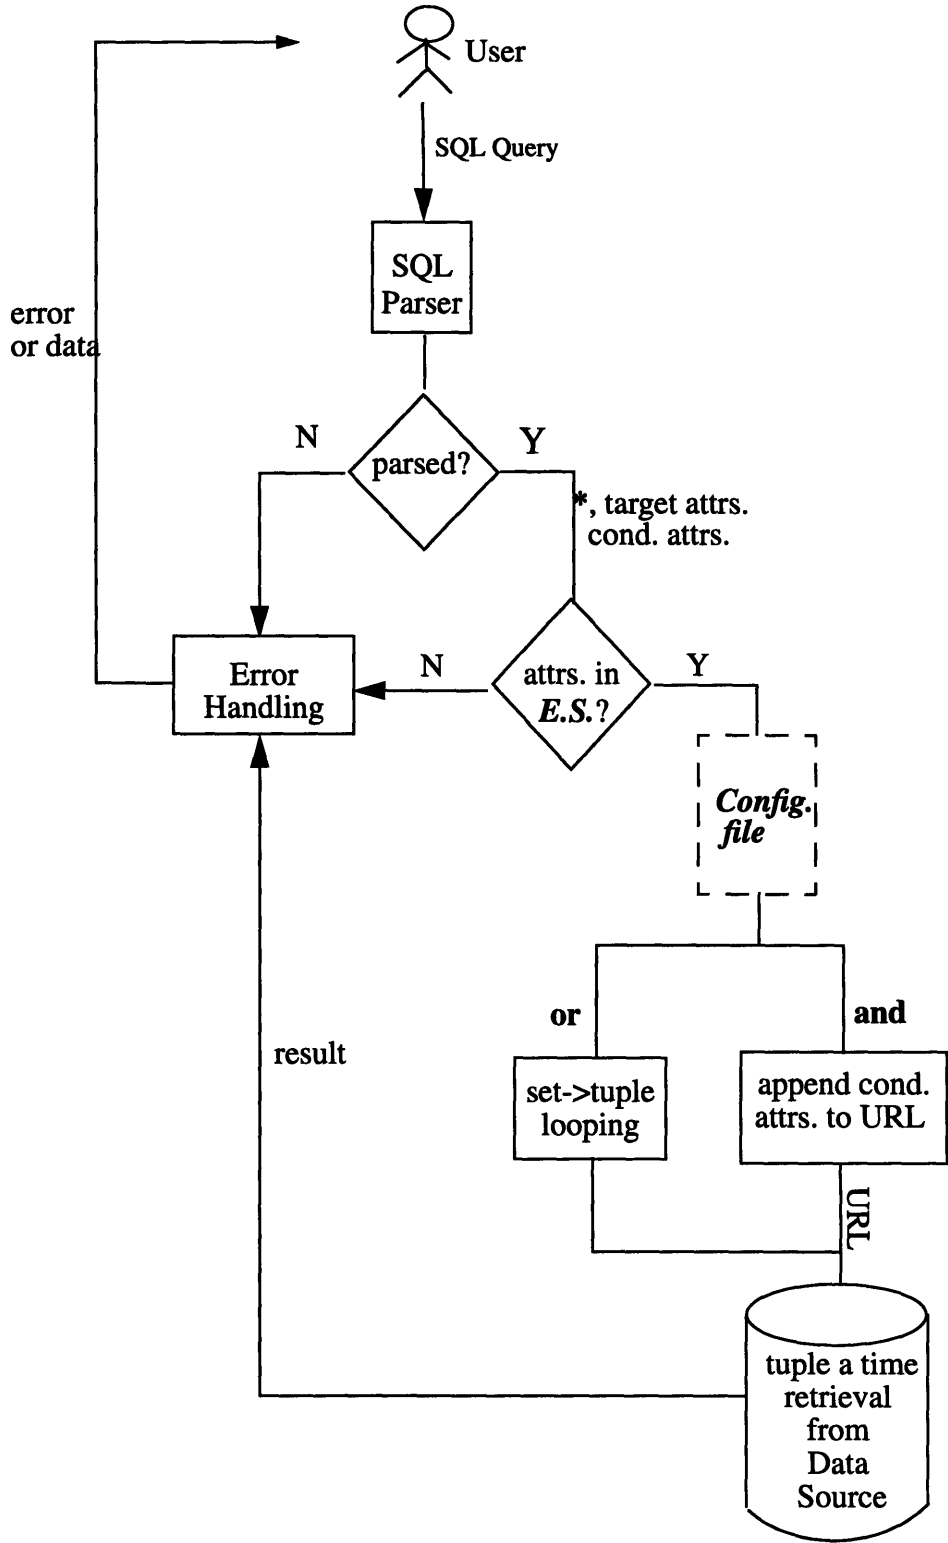 User
SQL Query
SQL
Parser
error
or data
N
Y
parsed?
*, target attrs.
cond. attrs.
Error
Handling
N
attrs. in
E.S.?
Y
Config.
file
or
and
result
set->tuple
looping
append cond.
attrs. to URL
URL
tuple a time
retrieval
from
Data
Source